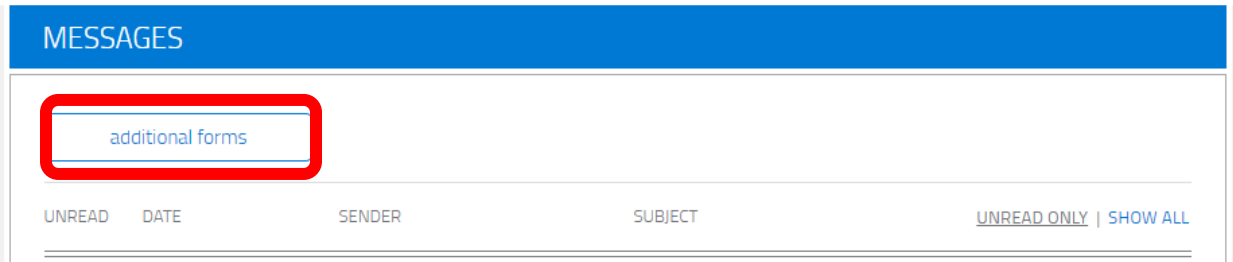 MESSAGES
additional forms
UNREAD DATE SENDER SUBJECT UNREAD ONLY | SHOW ALL